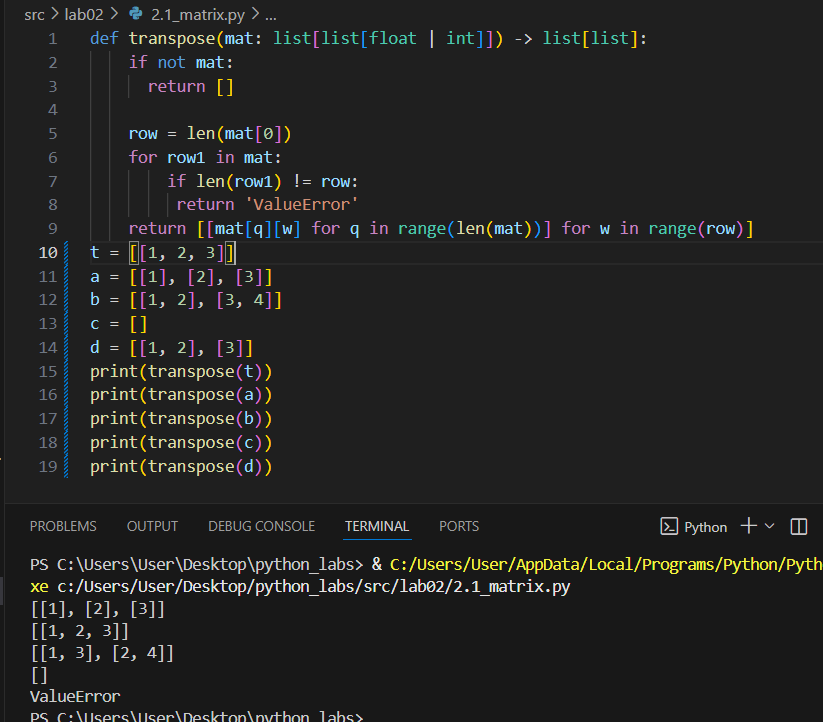 src > lab02 > 2.1_matrix.py > ...
1 def transpose(mat: list[list[float | int]]) -> list[list]:
2     if not mat:
3       return []
4
5     row = len(mat[0])
6     for row1 in mat:
7         if len(row1) != row:
8          return 'ValueError'
9     return [[mat[q][w] for q in range(len(mat))] for w in range(row)]
10 t = [[1, 2, 3]]
11 a = [[1], [2], [3]]
12 b = [[1, 2], [3, 4]]
13 c = []
14 d = [[1, 2], [3]]
15 print(transpose(t))
16 print(transpose(a))
17 print(transpose(b))
18 print(transpose(c))
19 print(transpose(d))
PROBLEMS OUTPUT DEBUG CONSOLE TERMINAL PORTS Python
PS C:\Users\User\Desktop\python_labs> & C:/Users/User/AppData/Local/Programs/Python/Pyth
xe c:/Users/User/Desktop/python_labs/src/lab02/2.1_matrix.py
[[1], [2], [3]]
[[1, 2, 3]]
[[1, 3], [2, 4]]
[]
ValueError
PS C:\Users\User\Desktop\python_labs>